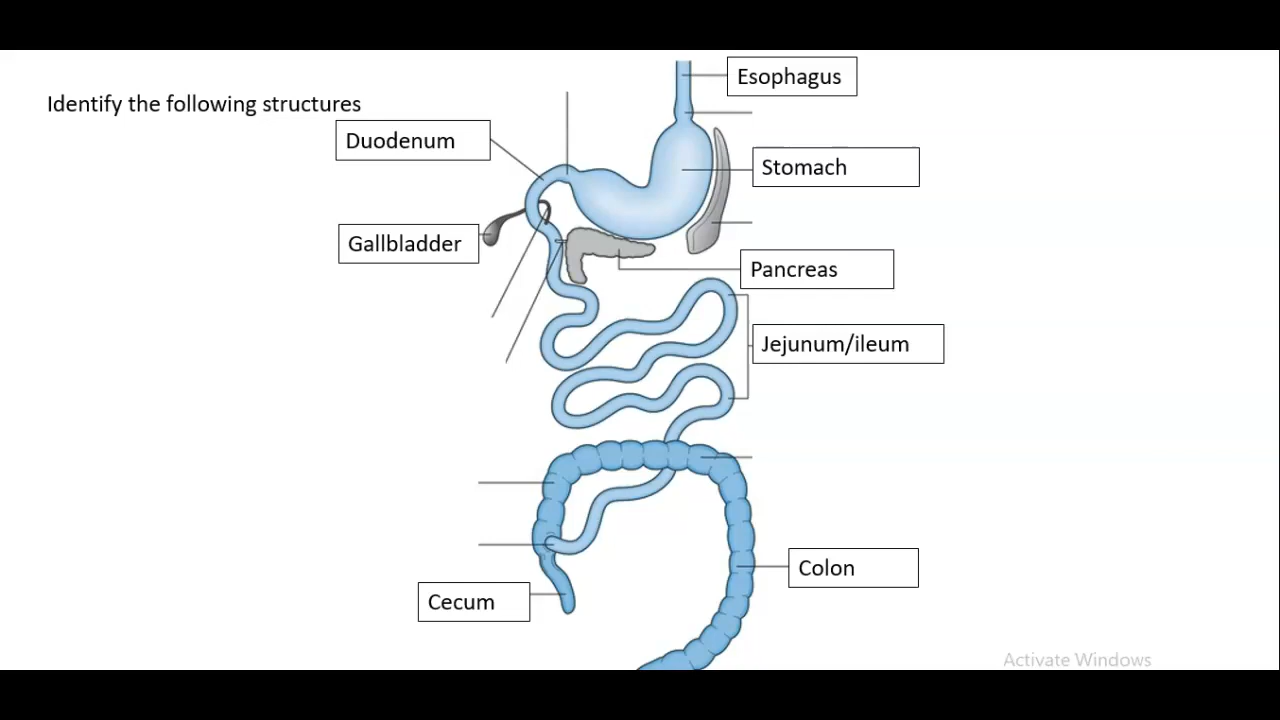 Esophagus
Identify the following structures
Duodenum
Stomach
Gallbladder
Pancreas
Jejunum/ileum
Colon
Cecum
Activate Windows